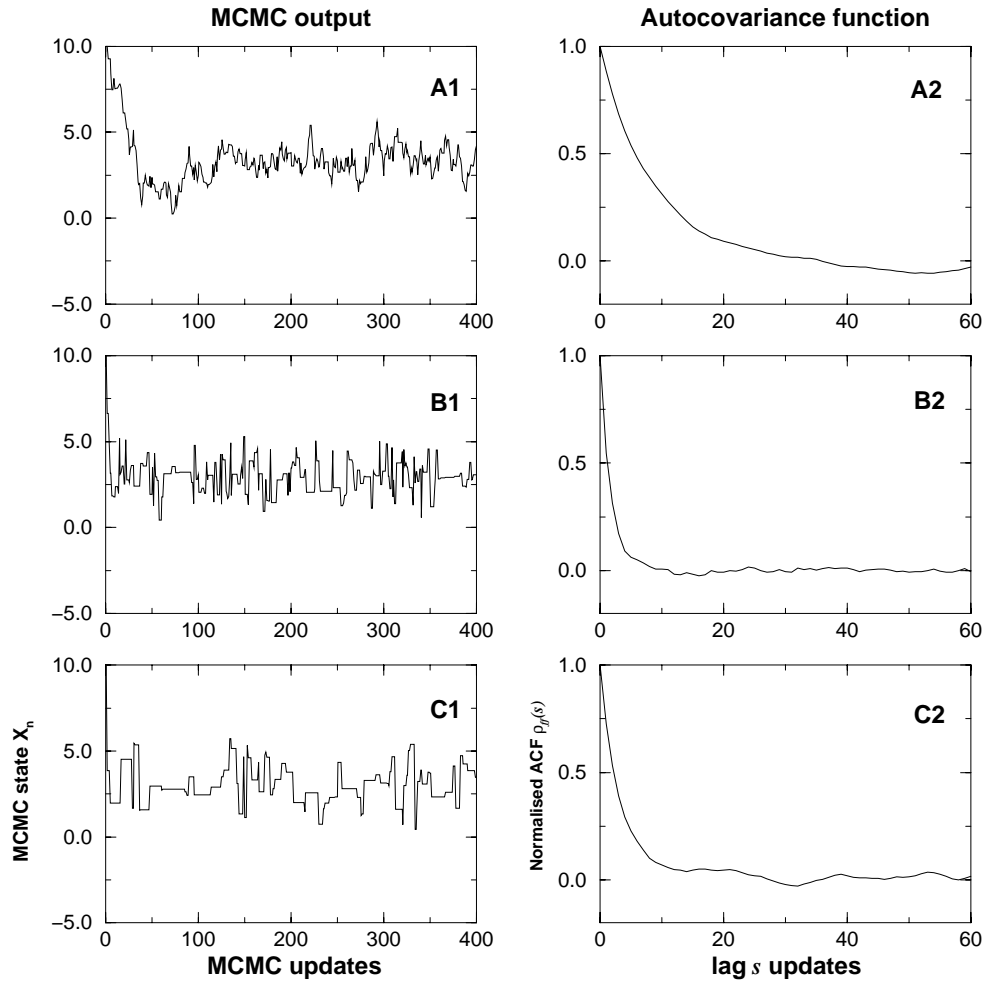 MCMC output
Autocovariance function
10.0
5.0
0.0
−5.0
0 100 200 300 400
A1
1.0
0.5
0.0
0 20 40 60
A2
10.0
5.0
0.0
−5.0
0 100 200 300 400
B1
1.0
0.5
0.0
0 20 40 60
B2
10.0
5.0
0.0
−5.0
0 100 200 300 400
C1
MCMC state X_n
MCMC updates
1.0
0.5
0.0
0 20 40 60
C2
Normalised ACF ρ_ff(s)
lag s updates